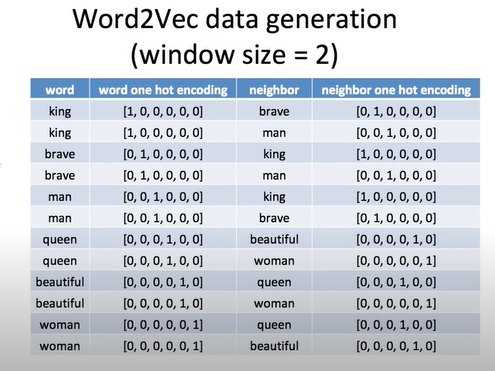 Word2Vec data generation
(window size = 2)
word word one hot encoding neighbor neighbor one hot encoding
king [1, 0, 0, 0, 0, 0] brave [0, 1, 0, 0, 0, 0]
king [1, 0, 0, 0, 0, 0] man [0, 0, 1, 0, 0, 0]
brave [0, 1, 0, 0, 0, 0] king [1, 0, 0, 0, 0, 0]
brave [0, 1, 0, 0, 0, 0] man [0, 0, 1, 0, 0, 0]
man [0, 0, 1, 0, 0, 0] king [1, 0, 0, 0, 0, 0]
man [0, 0, 1, 0, 0, 0] brave [0, 1, 0, 0, 0, 0]
queen [0, 0, 0, 1, 0, 0] beautiful [0, 0, 0, 0, 1, 0]
queen [0, 0, 0, 1, 0, 0] woman [0, 0, 0, 0, 0, 1]
beautiful [0, 0, 0, 0, 1, 0] queen [0, 0, 0, 1, 0, 0]
beautiful [0, 0, 0, 0, 1, 0] woman [0, 0, 0, 0, 0, 1]
woman [0, 0, 0, 0, 0, 1] queen [0, 0, 0, 1, 0, 0]
woman [0, 0, 0, 0, 0, 1] beautiful [0, 0, 0, 0, 1, 0]